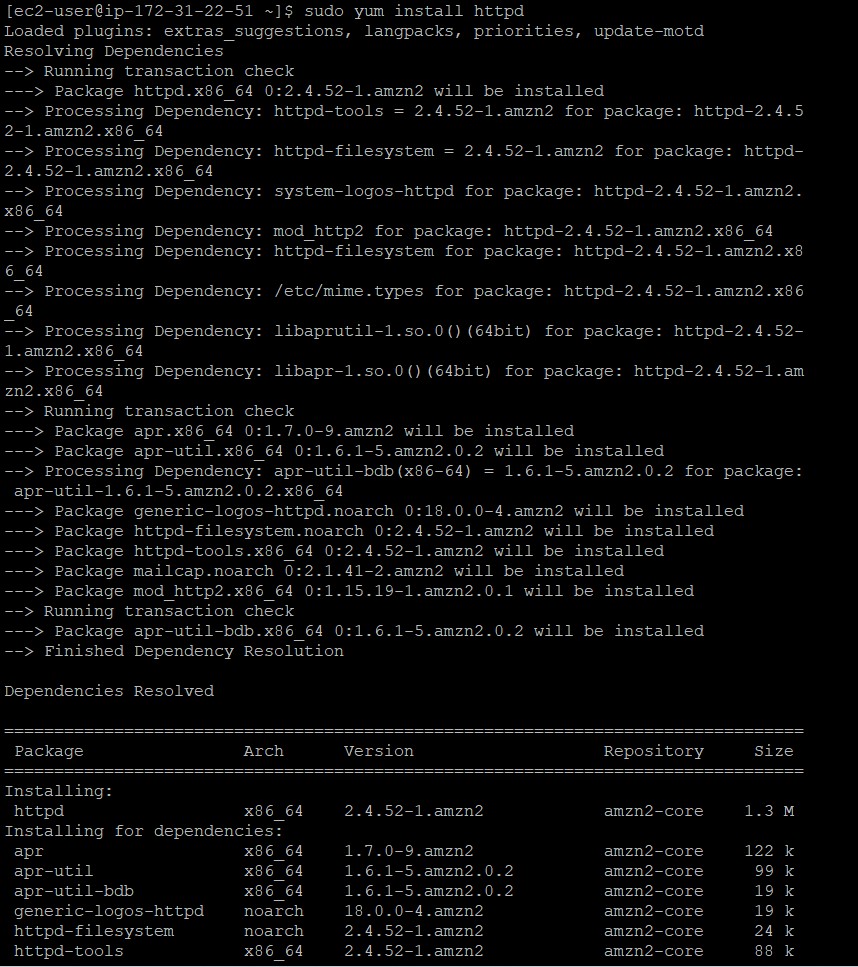 [ec2-user@ip-172-31-22-51 ~]$ sudo yum install httpd
Loaded plugins: extras_suggestions, langpacks, priorities, update-motd
Resolving Dependencies
--> Running transaction check
---> Package httpd.x86_64 0:2.4.52-1.amzn2 will be installed
--> Processing Dependency: httpd-tools = 2.4.52-1.amzn2 for package: httpd-2.4.5
2-1.amzn2.x86_64
--> Processing Dependency: httpd-filesystem = 2.4.52-1.amzn2 for package: httpd-
2.4.52-1.amzn2.x86_64
--> Processing Dependency: system-logos-httpd for package: httpd-2.4.52-1.amzn2.
x86_64
--> Processing Dependency: mod_http2 for package: httpd-2.4.52-1.amzn2.x86_64
--> Processing Dependency: httpd-filesystem for package: httpd-2.4.52-1.amzn2.x8
6_64
--> Processing Dependency: /etc/mime.types for package: httpd-2.4.52-1.amzn2.x86
_64
--> Processing Dependency: libaprutil-1.so.0()(64bit) for package: httpd-2.4.52-
1.amzn2.x86_64
--> Processing Dependency: libapr-1.so.0()(64bit) for package: httpd-2.4.52-1.am
zn2.x86_64
--> Running transaction check
---> Package apr.x86_64 0:1.7.0-9.amzn2 will be installed
---> Package apr-util.x86_64 0:1.6.1-5.amzn2.0.2 will be installed
--> Processing Dependency: apr-util-bdb(x86-64) = 1.6.1-5.amzn2.0.2 for package:
 apr-util-1.6.1-5.amzn2.0.2.x86_64
---> Package generic-logos-httpd.noarch 0:18.0.0-4.amzn2 will be installed
---> Package httpd-filesystem.noarch 0:2.4.52-1.amzn2 will be installed
---> Package httpd-tools.x86_64 0:2.4.52-1.amzn2 will be installed
---> Package mailcap.noarch 0:2.1.41-2.amzn2 will be installed
---> Package mod_http2.x86_64 0:1.15.19-1.amzn2.0.1 will be installed
--> Running transaction check
---> Package apr-util-bdb.x86_64 0:1.6.1-5.amzn2.0.2 will be installed
--> Finished Dependency Resolution

Dependencies Resolved

================================================================================
 Package                Arch      Version                   Repository     Size
================================================================================
Installing:
 httpd                  x86_64    2.4.52-1.amzn2            amzn2-core    1.3 M
Installing for dependencies:
 apr                    x86_64    1.7.0-9.amzn2             amzn2-core    122 k
 apr-util               x86_64    1.6.1-5.amzn2.0.2         amzn2-core     99 k
 apr-util-bdb           x86_64    1.6.1-5.amzn2.0.2         amzn2-core     19 k
 generic-logos-httpd    noarch    18.0.0-4.amzn2            amzn2-core     19 k
 httpd-filesystem       noarch    2.4.52-1.amzn2            amzn2-core     24 k
 httpd-tools            x86_64    2.4.52-1.amzn2            amzn2-core     88 k